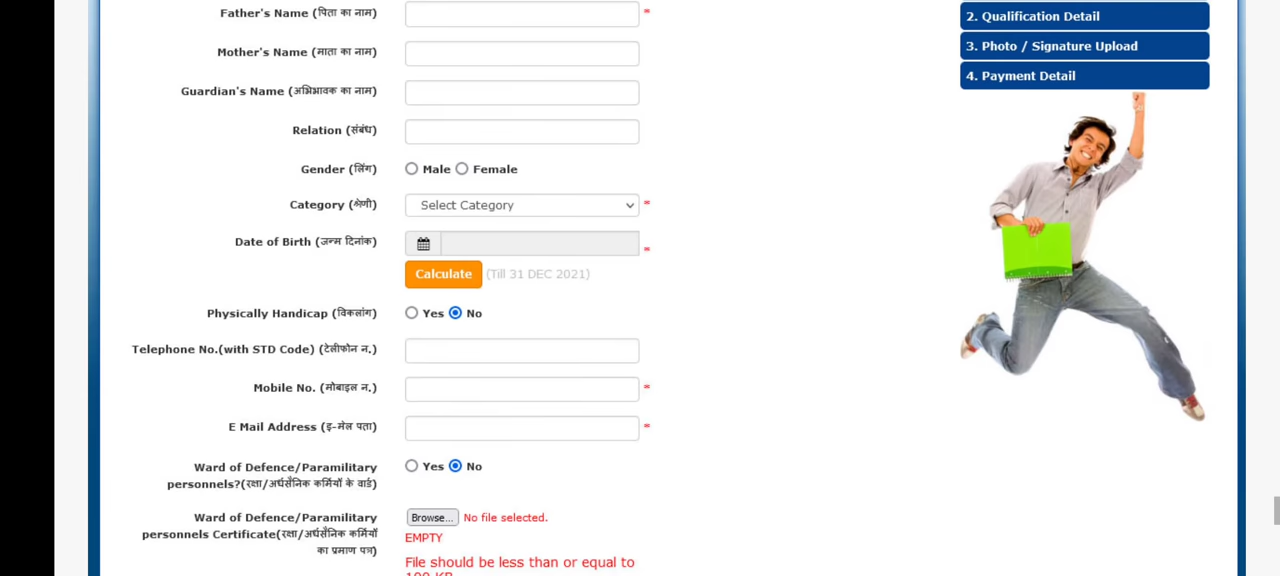 Father's Name (पिता का नाम) *
Mother's Name (माता का नाम)
Guardian's Name (अभिभावक का नाम)
Relation (संबंध)
Gender (लिंग) Male Female
Category (श्रेणी) Select Category *
Date of Birth (जन्म दिनांक) *
Calculate (Till 31 DEC 2021)
Physically Handicap (विकलांग) Yes No
Telephone No.(with STD Code) (टेलीफोन न.)
Mobile No. (मोबाइल न.) *
E Mail Address (इ-मेल पता) *
Ward of Defence/Paramilitary Yes No
personnels?(रक्षा/अर्धसैनिक कर्मियों के वार्ड)
Ward of Defence/Paramilitary Browse... No file selected.
personnels Certificate(रक्षा/अर्धसैनिक कर्मियों EMPTY
का प्रमाण पत्र)
File should be less than or equal to
100 KB
2. Qualification Detail
3. Photo / Signature Upload
4. Payment Detail